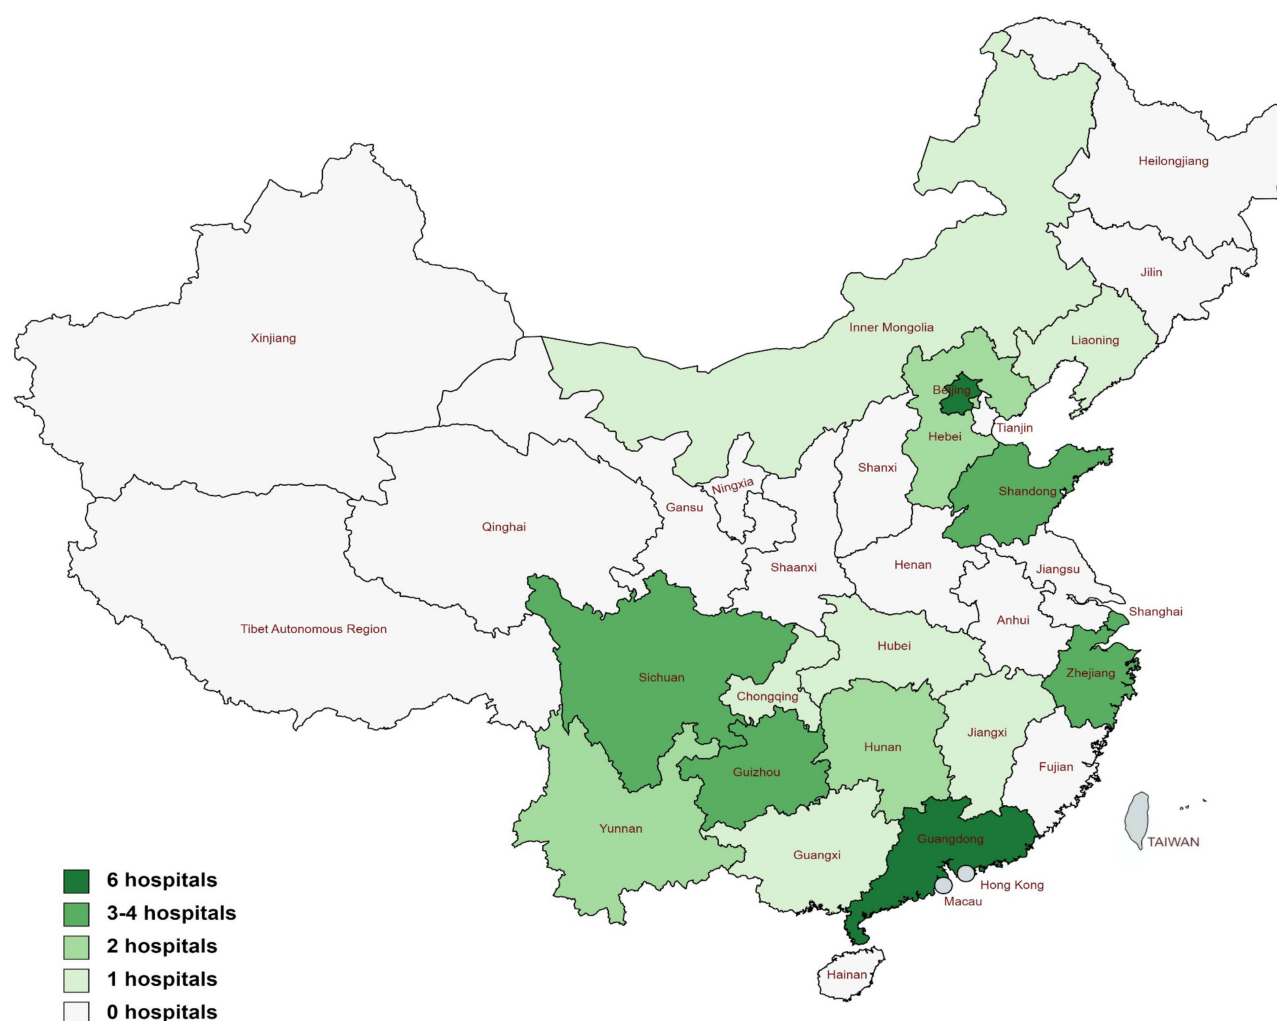 Heilongjiang
Jilin
Xinjiang
Inner Mongolia
Liaoning
Beijing
Tianjin
Hebei
Shanxi
Ningxia
Shandong
Gansu
Qinghai
Shaanxi
Henan
Jiangsu
Shanghai
Anhui
Tibet Autonomous Region
Hubei
Zhejiang
Sichuan
Chongqing
Jiangxi
Hunan
Fujian
Guizhou
Yunnan
Guangdong
TAIWAN
Guangxi
Hong Kong
Macau
Hainan
6 hospitals
3-4 hospitals
2 hospitals
1 hospitals
0 hospitals